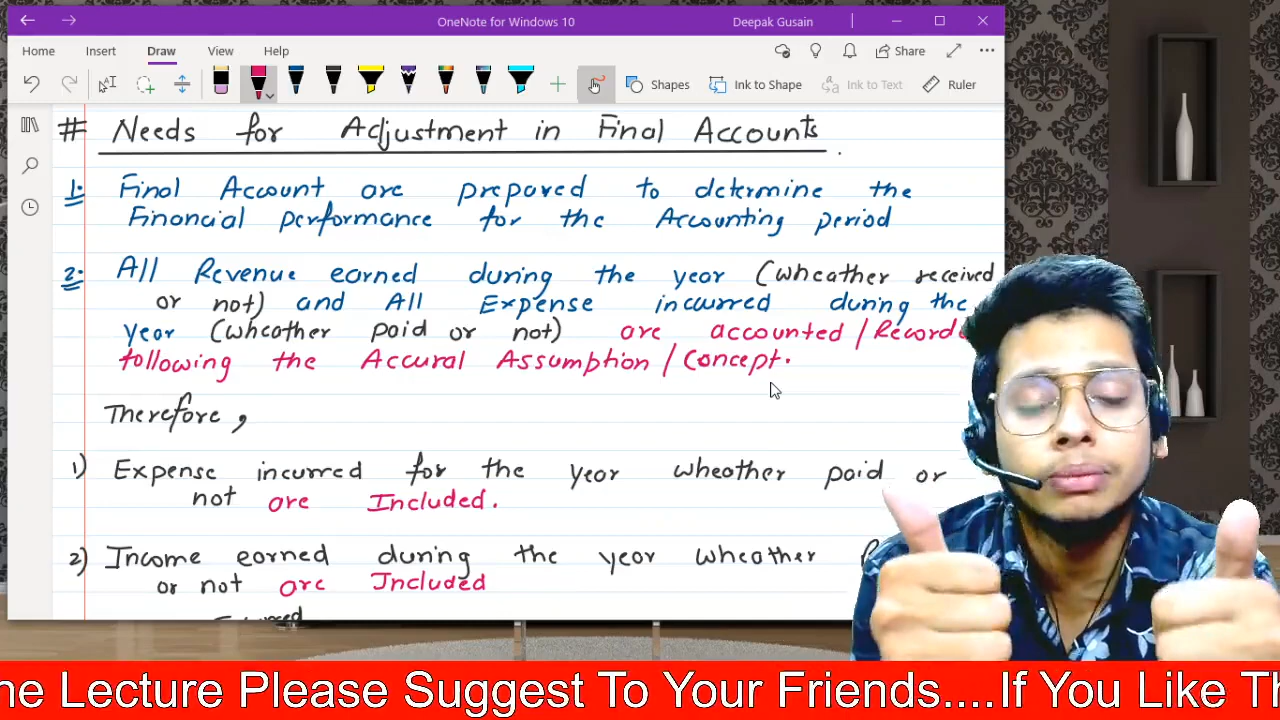 OneNote for Windows 10
Deepak Gusain
Home Insert Draw View Help
Share
Shapes Ink to Shape Ink to Text Ruler
# Needs for Adjustment in Final Accounts.
1. Final Account are prepared to determine the
Financial performance for the Accounting period
2. All Revenue earned during the year (wheather received
or not) and All Expense incurred during the
year (wheather paid or not) are accounted / Record
following the Accural Assumption / Concept.
Therefore,
1) Expense incurred for the year wheather paid or
not are Included.
2) Income earned during the year wheather
or not are Included
he Lecture Please Suggest To Your Friends....If You Like Th